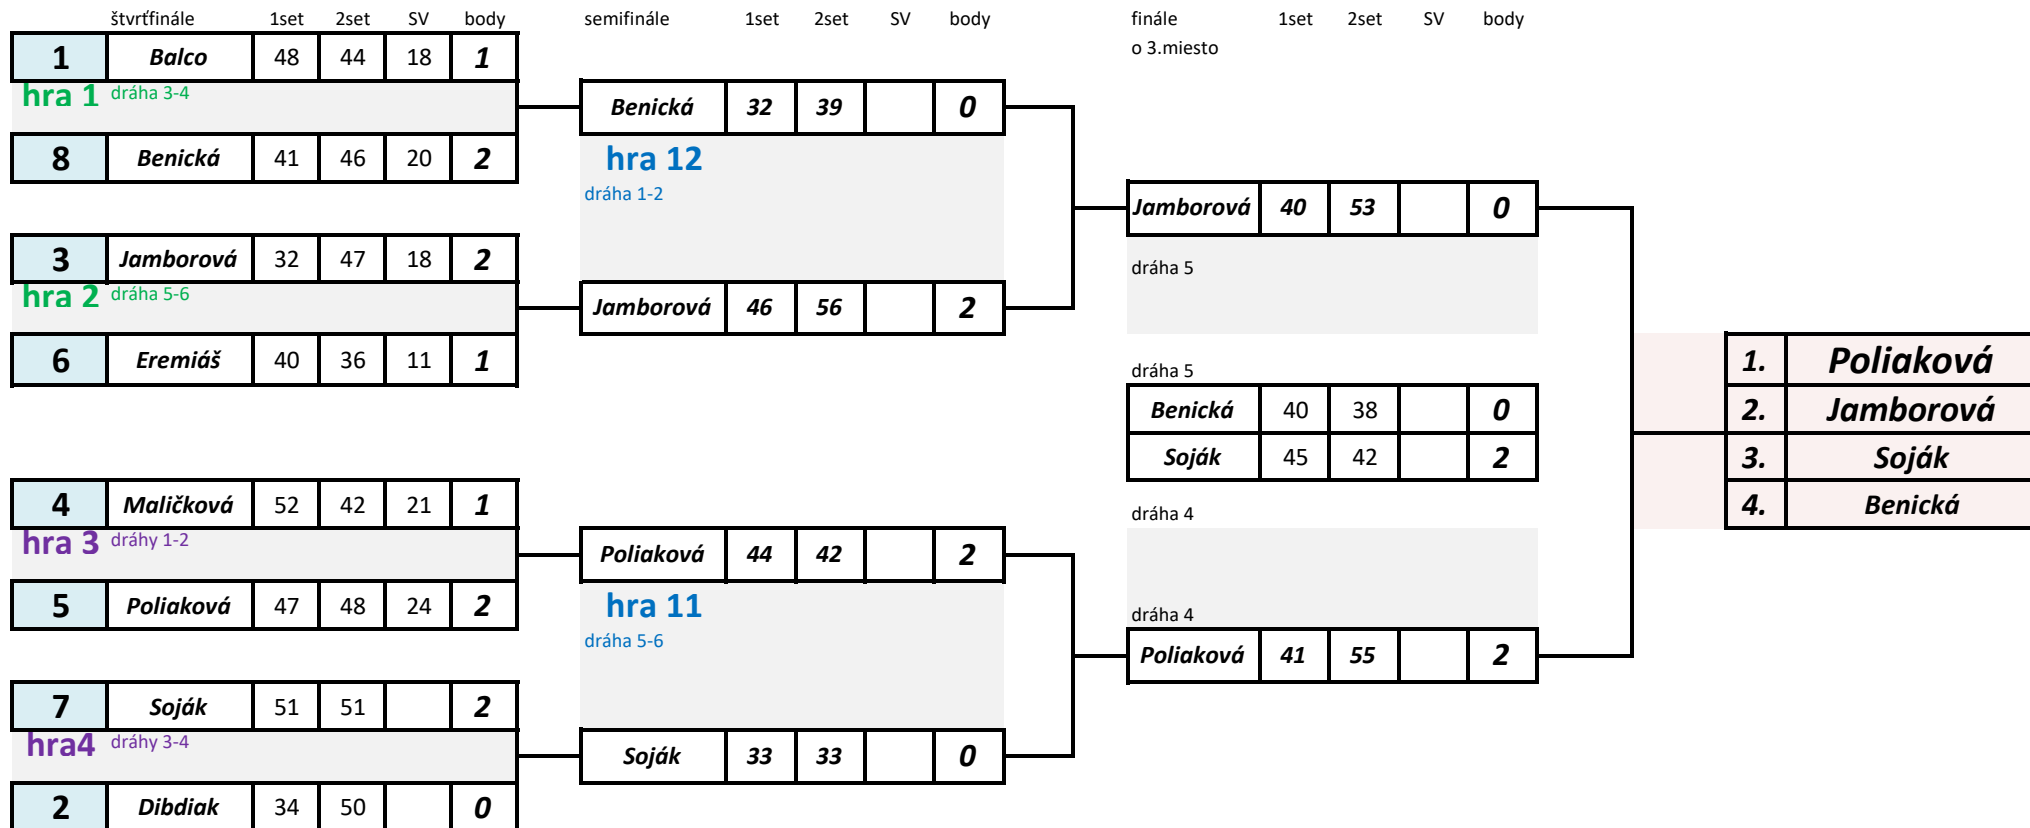 štvrťfinále 1set 2set SV body semifinále 1set 2set SV body finále 1set 2set SV body
o 3.miesto
1 Balco 48 44 18 1
hra 1 dráha 3-4
Benická 32 39 0
8 Benická 41 46 20 2
hra 12
dráha 1-2
Jamborová 40 53 0
3 Jamborová 32 47 18 2
dráha 5
hra 2 dráha 5-6
Jamborová 46 56 2
6 Eremiáš 40 36 11 1
1. Poliaková
dráha 5
Benická 40 38 0
2. Jamborová
Soják 45 42 2
3. Soják
4 Maličková 52 42 21 1
4. Benická
dráha 4
hra 3 dráhy 1-2
Poliaková 44 42 2
5 Poliaková 47 48 24 2
hra 11
dráha 4
dráha 5-6
Poliaková 41 55 2
7 Soják 51 51 2
hra4 dráhy 3-4
Soják 33 33 0
2 Dibdiak 34 50 0